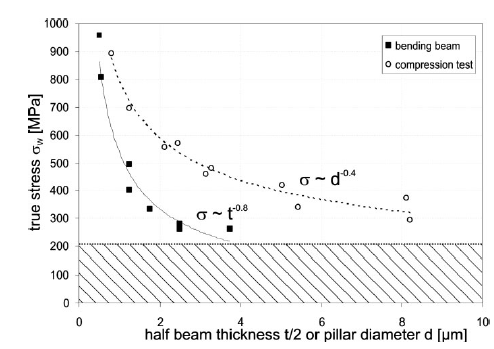 1000
900
800
700
600
500
400
300
200
100
0
true stress σw [MPa]
bending beam
compression test
σ ~ d-0.4
σ ~ t-0.8
0 2 4 6 8 10
half beam thickness t/2 or pillar diameter d [µm]